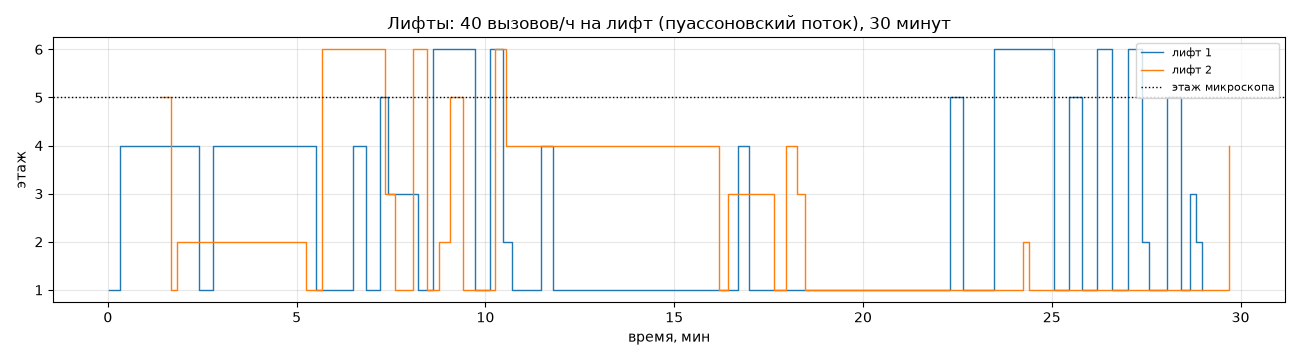 Лифты: 40 вызовов/ч на лифт (пуассоновский поток), 30 минут
этаж
6
5
4
3
2
1
лифт 1
лифт 2
этаж микроскопа
0 5 10 15 20 25 30
время, мин